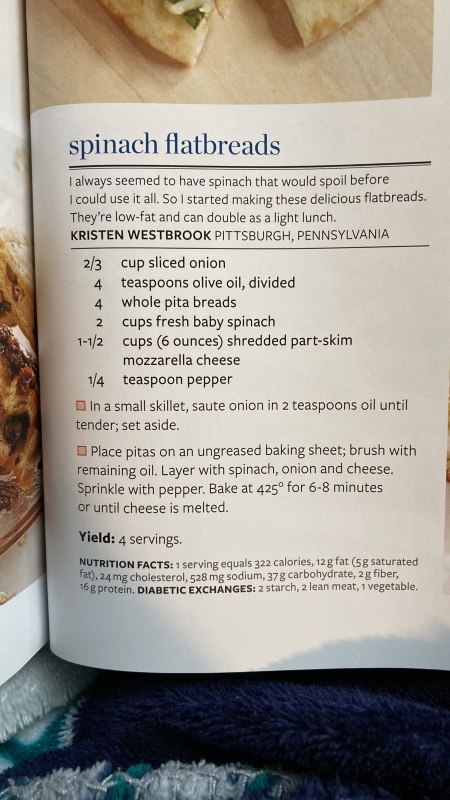 spinach flatbreads
I always seemed to have spinach that would spoil before
I could use it all. So I started making these delicious flatbreads.
They're low-fat and can double as a light lunch.
KRISTEN WESTBROOK PITTSBURGH, PENNSYLVANIA
2/3 cup sliced onion
4 teaspoons olive oil, divided
4 whole pita breads
2 cups fresh baby spinach
1-1/2 cups (6 ounces) shredded part-skim
mozzarella cheese
1/4 teaspoon pepper
In a small skillet, saute onion in 2 teaspoons oil until
tender; set aside.
Place pitas on an ungreased baking sheet; brush with
remaining oil. Layer with spinach, onion and cheese.
Sprinkle with pepper. Bake at 425° for 6-8 minutes
or until cheese is melted.
Yield: 4 servings.
NUTRITION FACTS: 1 serving equals 322 calories, 12 g fat (5 g saturated
fat), 24 mg cholesterol, 528 mg sodium, 37 g carbohydrate, 2 g fiber,
16 g protein. DIABETIC EXCHANGES: 2 starch, 2 lean meat, 1 vegetable.